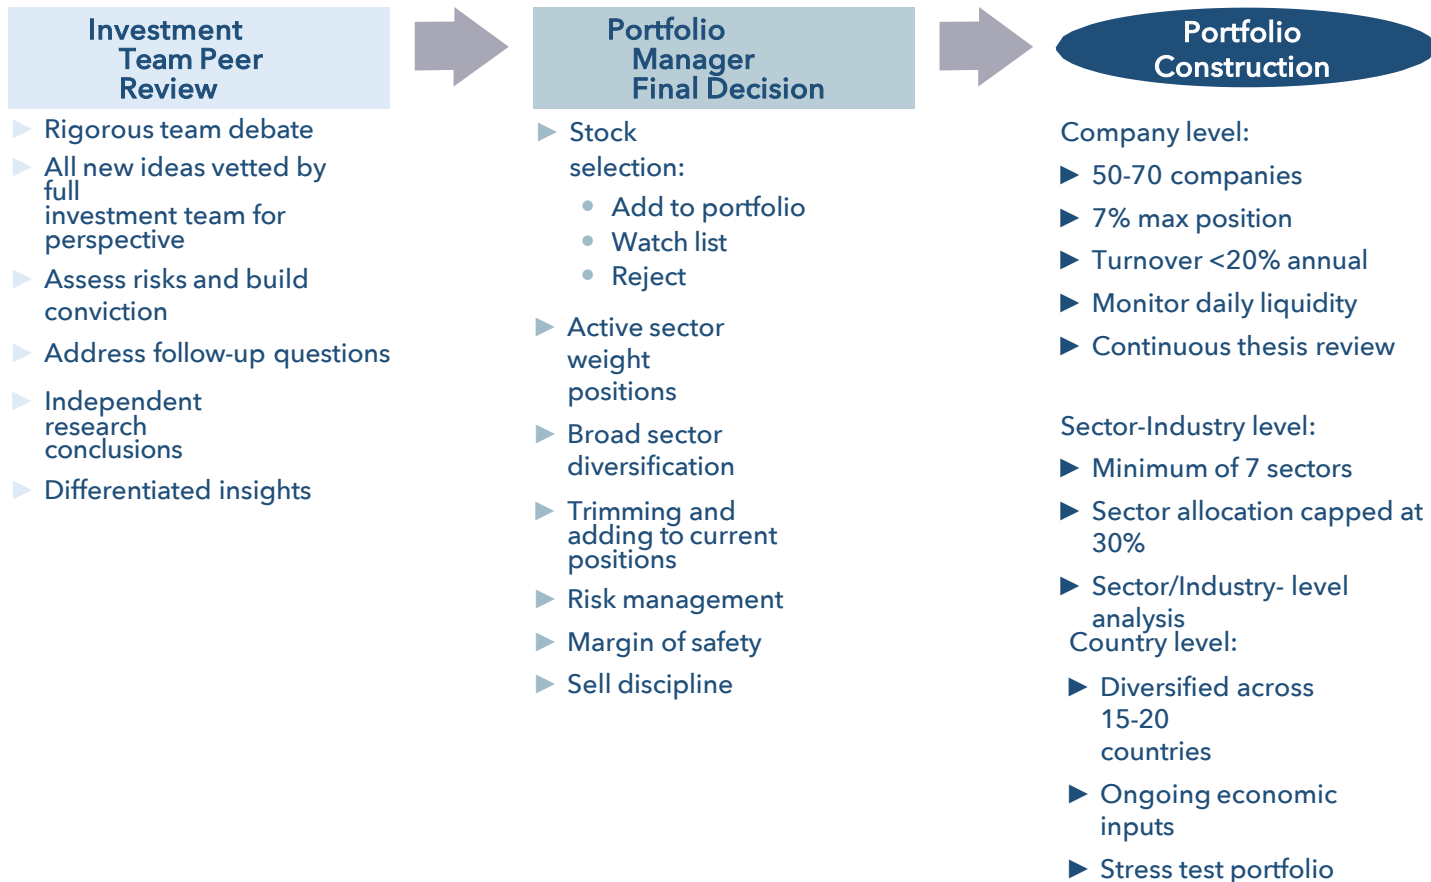 Investment
Team Peer
Review
Rigorous team debate
All new ideas vetted by
full
investment team for
perspective
Assess risks and build
conviction
Address follow-up questions
Independent
research
conclusions
Differentiated insights
Portfolio
Manager
Final Decision
Stock
selection:
Add to portfolio
Watch list
Reject
Active sector
weight
positions
Broad sector
diversification
Trimming and
adding to current
positions
Risk management
Margin of safety
Sell discipline
Portfolio
Construction
Company level:
50-70 companies
7% max position
Turnover <20% annual
Monitor daily liquidity
Continuous thesis review
Sector-Industry level:
Minimum of 7 sectors
Sector allocation capped at
30%
Sector/Industry- level
analysis
Country level:
Diversified across
15-20
countries
Ongoing economic
inputs
Stress test portfolio